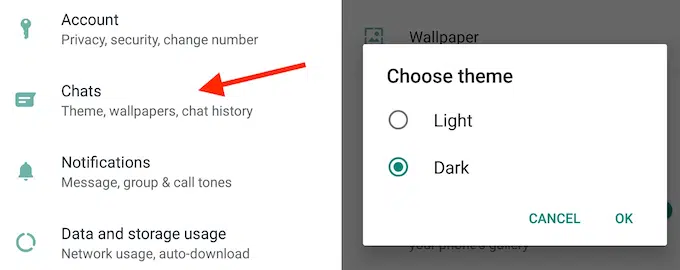 Account
Privacy, security, change number
Chats
Theme, wallpapers, chat history
Notifications
Message, group & call tones
Data and storage usage
Network usage, auto-download
Wallpaper
Choose theme
Light
Dark
CANCEL
OK
your phone's gallery